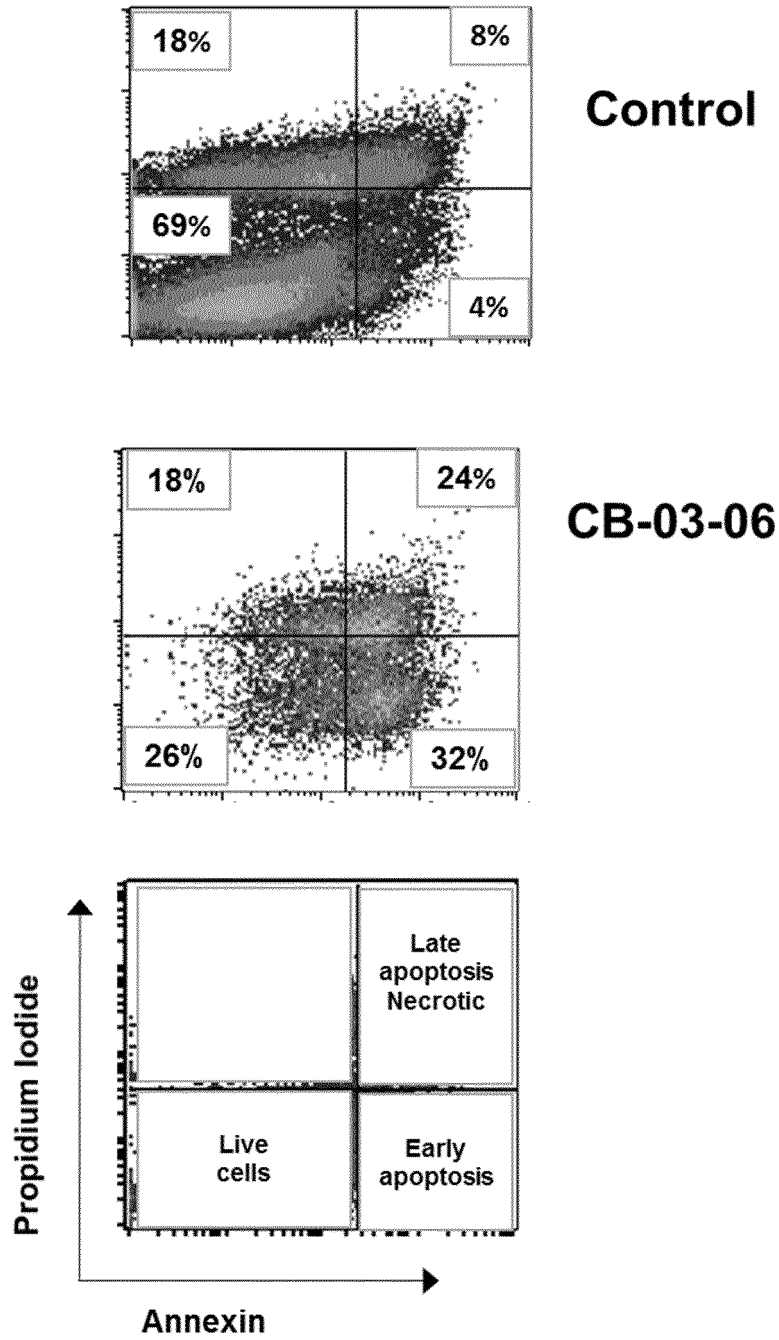 18%
8%
Control
69%
4%
18%
24%
CB-03-06
26%
32%
Late
apoptosis
Necrotic
Propidium Iodide
Live
cells
Early
apoptosis
Annexin